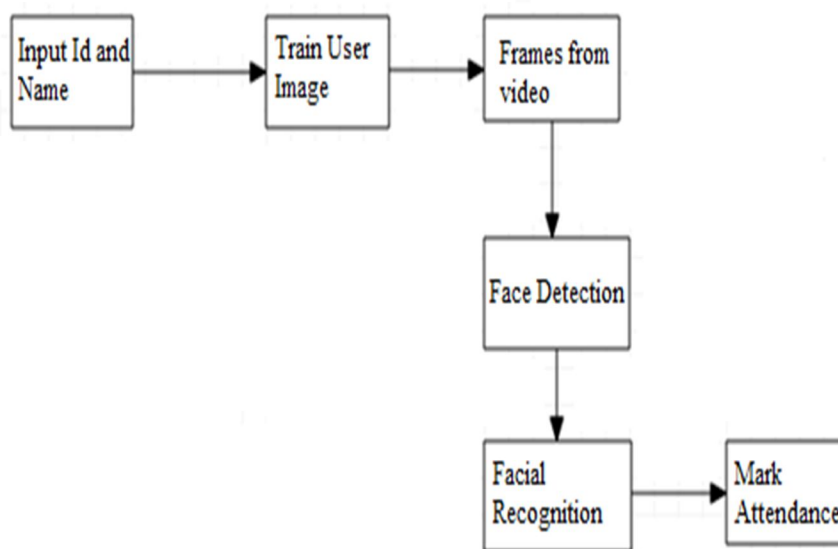 Input Id and
Name
Train User
Image
Frames from
video
Face Detection
Facial
Recognition
Mark
Attendance